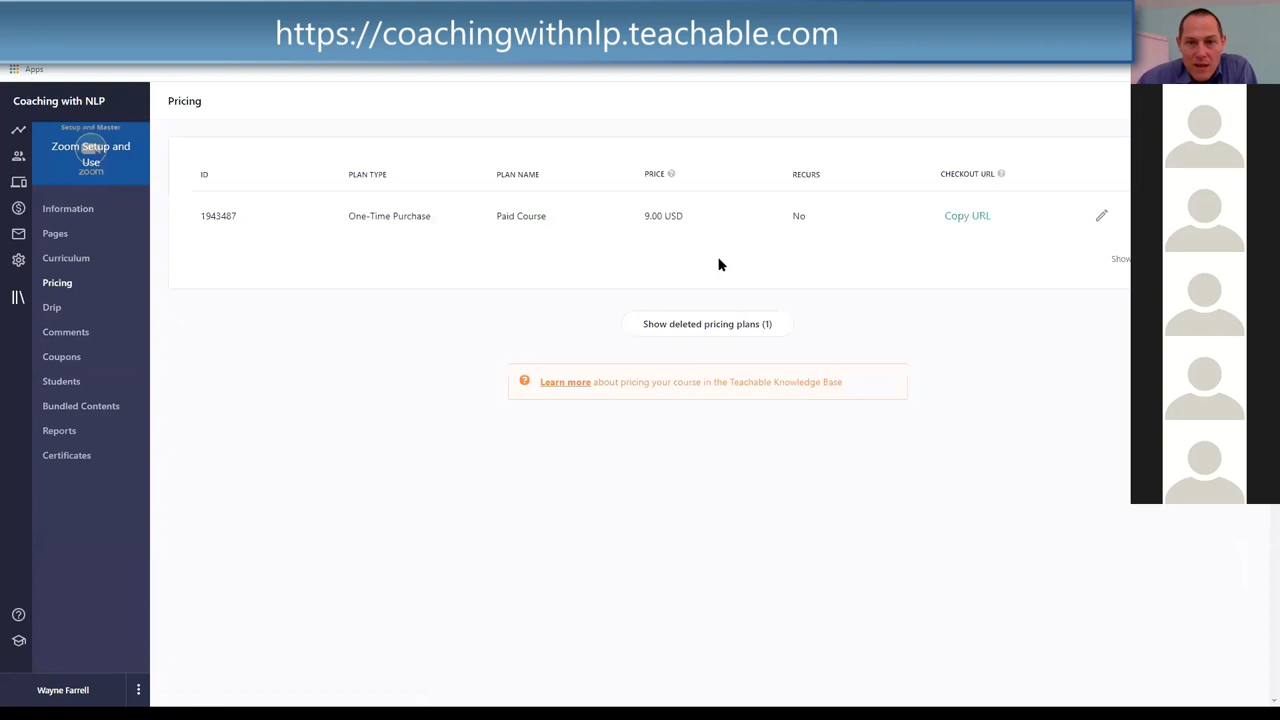 https://coachingwithnlp.teachable.com
Apps
Coaching with NLP
Pricing
Setup and Master
Zoom Setup and
Use
zoom
Information
Pages
Curriculum
Pricing
Drip
Comments
Coupons
Students
Bundled Contents
Reports
Certificates
Wayne Farrell
ID PLAN TYPE PLAN NAME PRICE RECURS CHECKOUT URL
1943487 One-Time Purchase Paid Course 9.00 USD No Copy URL
Show
Show deleted pricing plans (1)
Learn more about pricing your course in the Teachable Knowledge Base